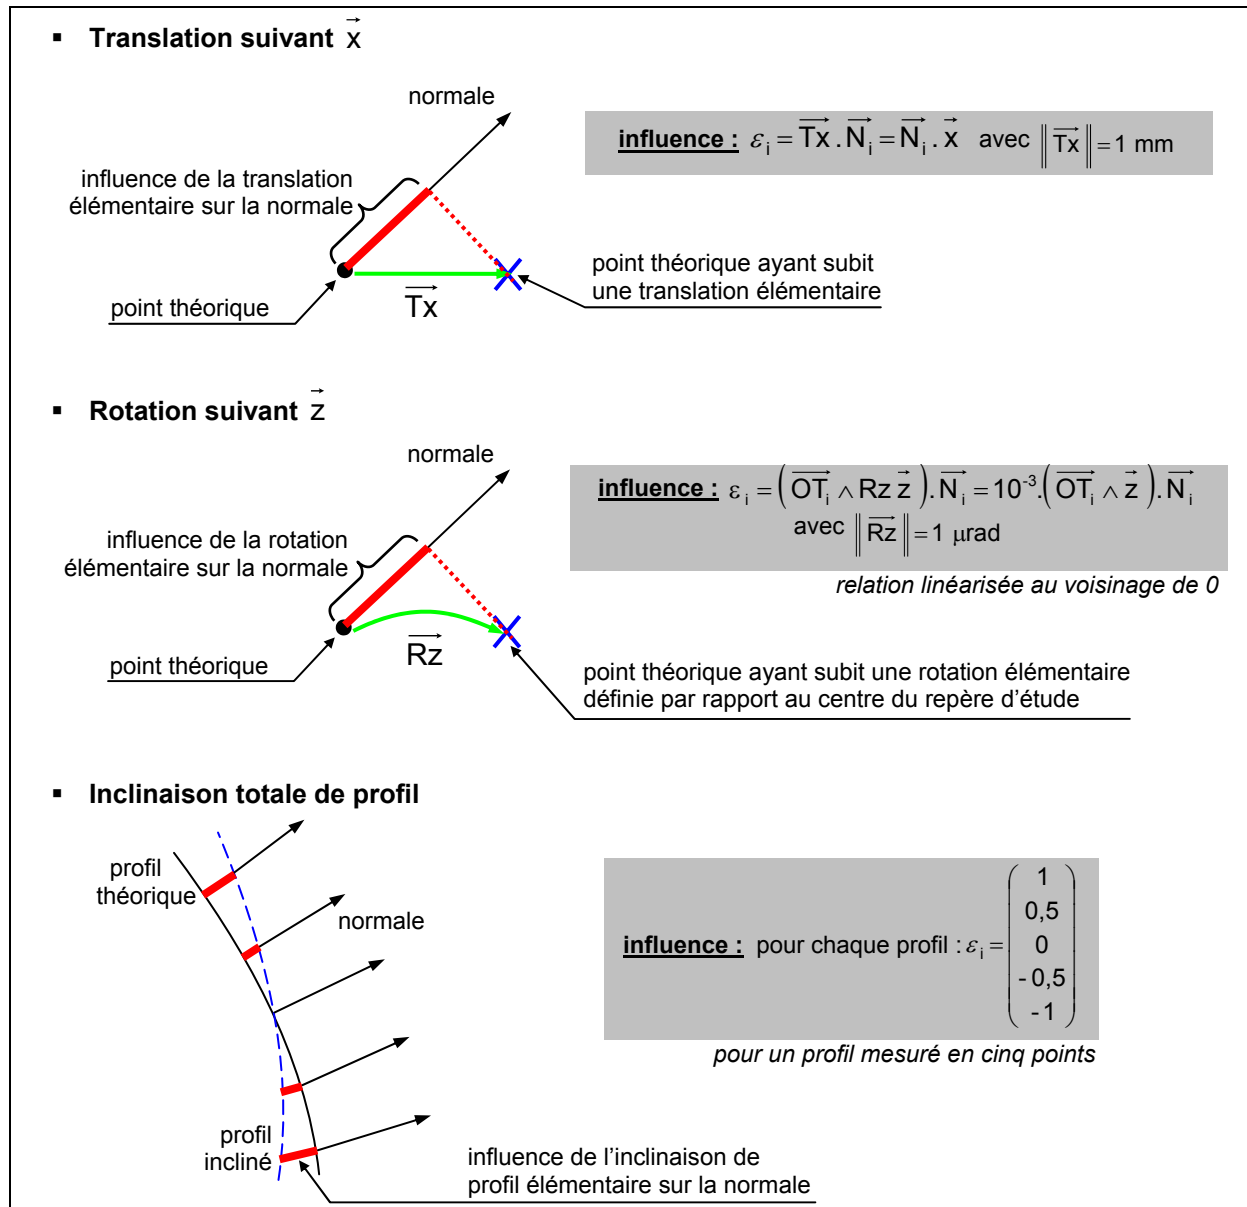 ▪ Translation suivant x⃗
normale
influence : εᵢ = T͞x⃗ . N⃗ᵢ = N⃗ᵢ . x⃗ avec ‖T͞x⃗‖ = 1 mm
influence de la translation
élémentaire sur la normale
point théorique ayant subit
une translation élémentaire
point théorique
Tx⃗
▪ Rotation suivant z⃗
normale
influence : εᵢ = (OTᵢ⃗ ∧ Rz z⃗).Nᵢ⃗ = 10⁻³.(OTᵢ⃗ ∧ z⃗).Nᵢ⃗
avec ‖Rz⃗‖ = 1 μrad
influence de la rotation
élémentaire sur la normale
relation linéarisée au voisinage de 0
point théorique
Rz⃗
point théorique ayant subit une rotation élémentaire
définie par rapport au centre du repère d’étude
▪ Inclinaison totale de profil
profil
théorique
normale
influence : pour chaque profil : εᵢ =
1
0,5
0
- 0,5
- 1
pour un profil mesuré en cinq points
profil
incliné
influence de l’inclinaison de
profil élémentaire sur la normale